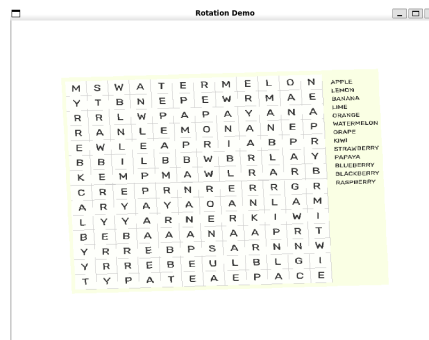 Rotation Demo
M S W A T E R M E L O N
Y T B N E P E W R M A E
R R L W P A P A Y A N A
R A N L E M O N A N E P
E W L E A P R I A B P R
B B I L B B W B R L A Y
K E M P M A W L R A R B
C R E P R N R E R R G R
A R Y A Y A O A N L A M
L Y Y A R N E R K I W I
B E B A A A N A A P R T
Y R R E B P S A R N N W
Y R R E B E U L B L G I
T Y P A T E A E P A C E
APPLE
LEMON
BANANA
LIME
ORANGE
WATERMELON
GRAPE
KIWI
STRAWBERRY
PAPAYA
BLUEBERRY
BLACKBERRY
RASPBERRY